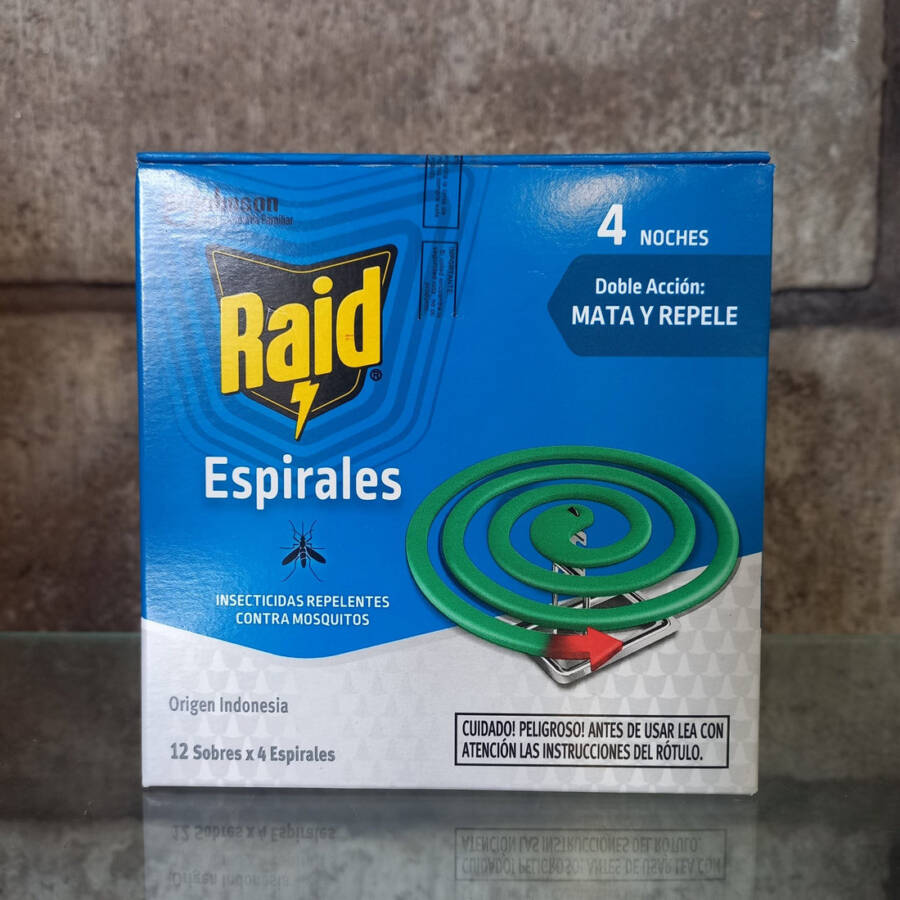 4 NOCHES
Doble Acción:
MATA Y REPELE
Raid®
Espirales
INSECTICIDAS REPELENTES
CONTRA MOSQUITOS
Origen Indonesia
12 Sobres x 4 Espirales
CUIDADO! PELIGROSO! ANTES DE USAR LEA CON
ATENCIÓN LAS INSTRUCCIONES DEL RÓTULO.